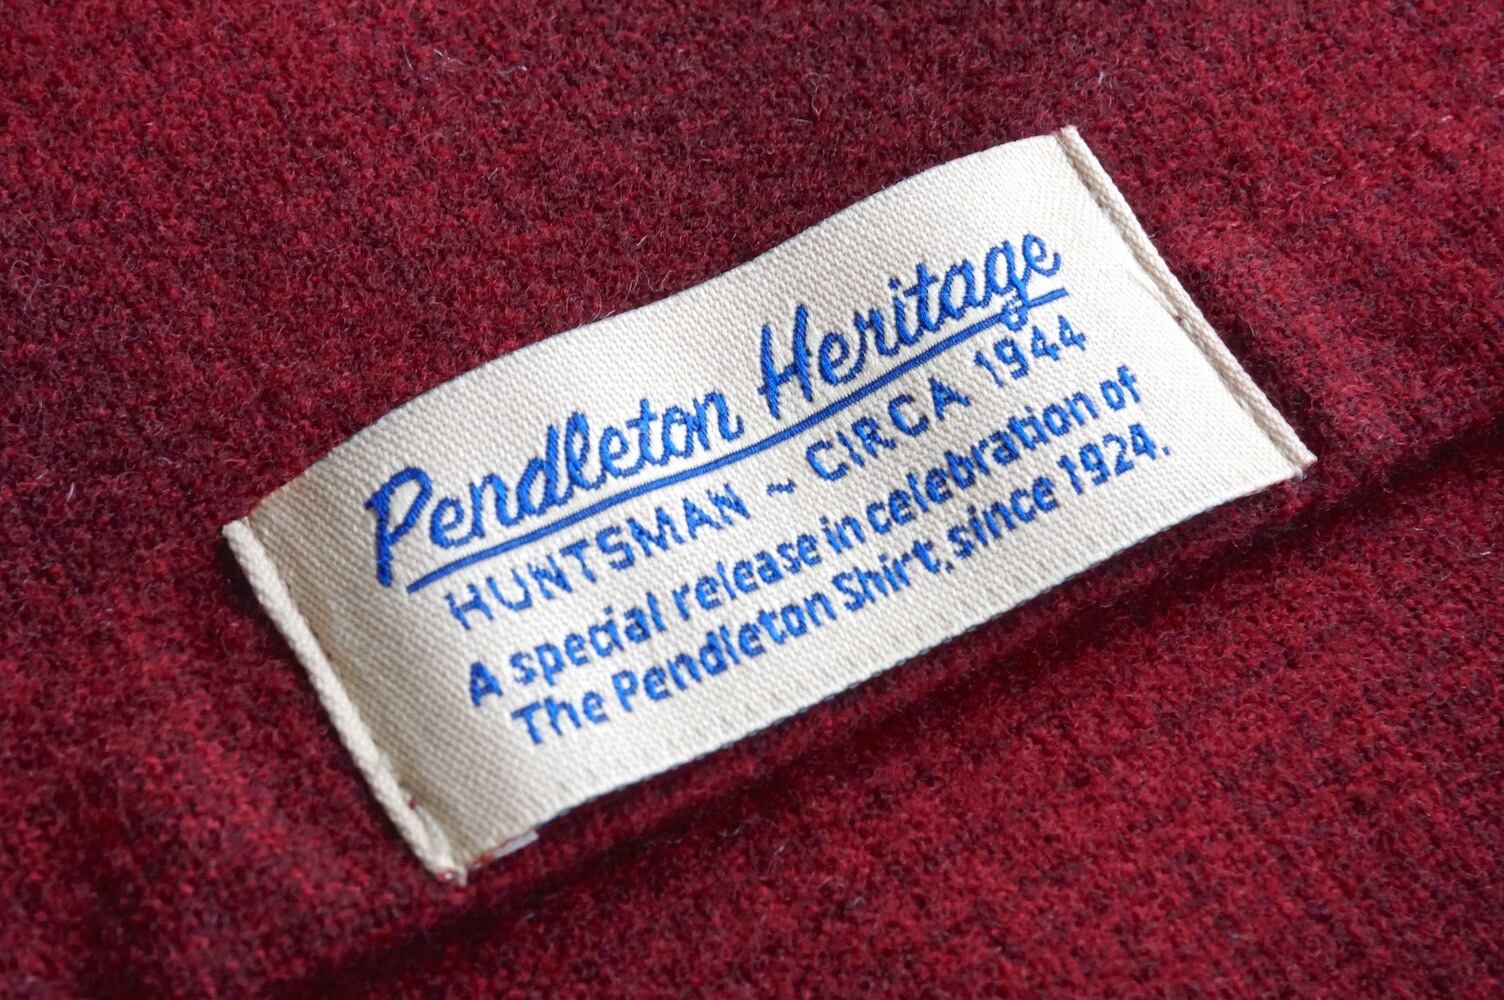 Pendleton Heritage
HUNTSMAN ~ CIRCA 1944
A special release in celebration of
The Pendleton Shirt, since 1924.